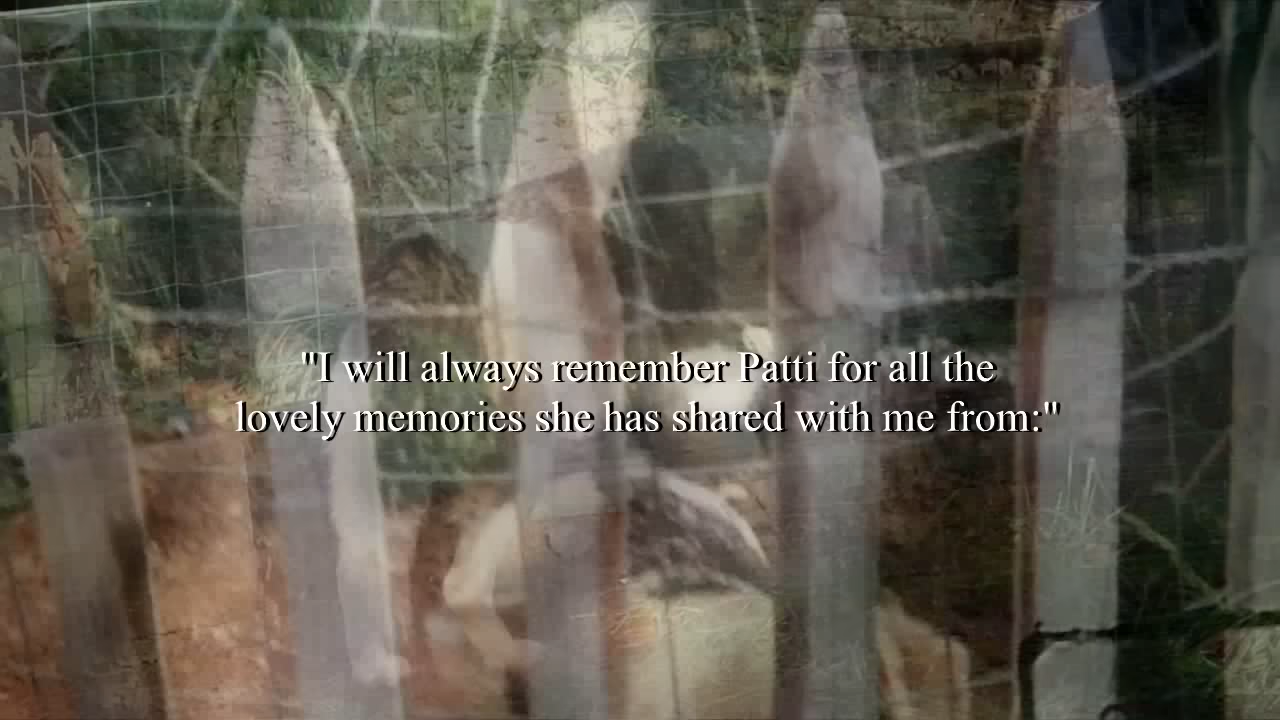 "I will always remember Patti for all the
lovely memories she has shared with me from:"